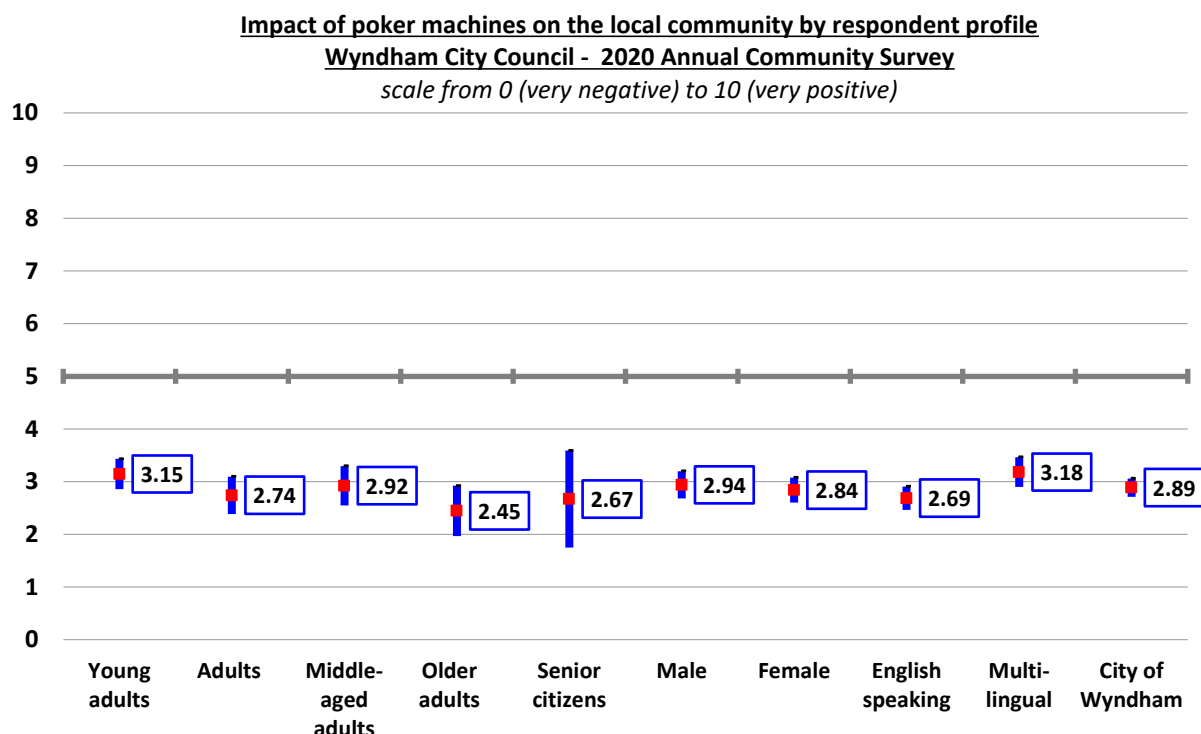 Impact of poker machines on the local community by respondent profile
Wyndham City Council - 2020 Annual Community Survey
scale from 0 (very negative) to 10 (very positive)
10
9
8
7
6
5
4
3
2
1
0
3.15
2.74
2.92
2.45
2.67
2.94
2.84
2.69
3.18
2.89
Young
adults
Adults
Middle-
aged
adults
Older
adults
Senior
citizens
Male
Female
English
speaking
Multi-
lingual
City of
Wyndham